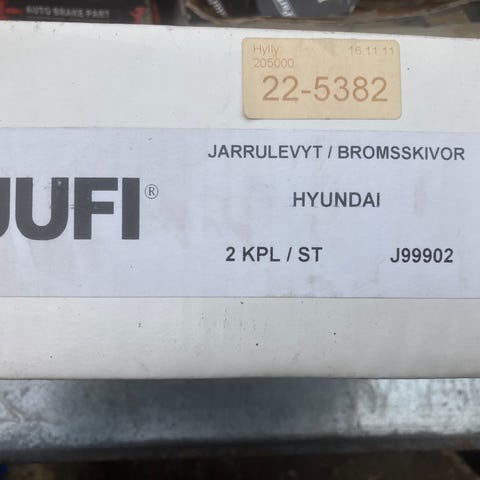 AUTO BRAKE PART
Hylly 16.11.11
205000
22-5382
JARRULEVYT / BROMSSKIVOR
JUFI®
HYUNDAI
2 KPL / ST J99902